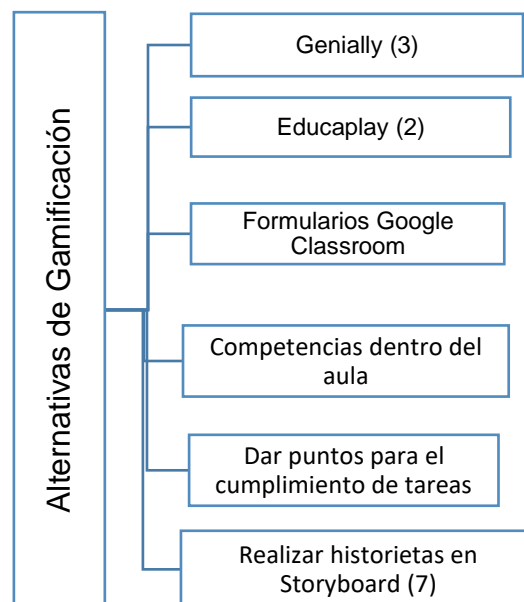 Alternativas de Gamificación
Genially (3)
Educaplay (2)
Formularios Google
Classroom
Competencias dentro del
aula
Dar puntos para el
cumplimiento de tareas
Realizar historietas en
Storyboard (7)